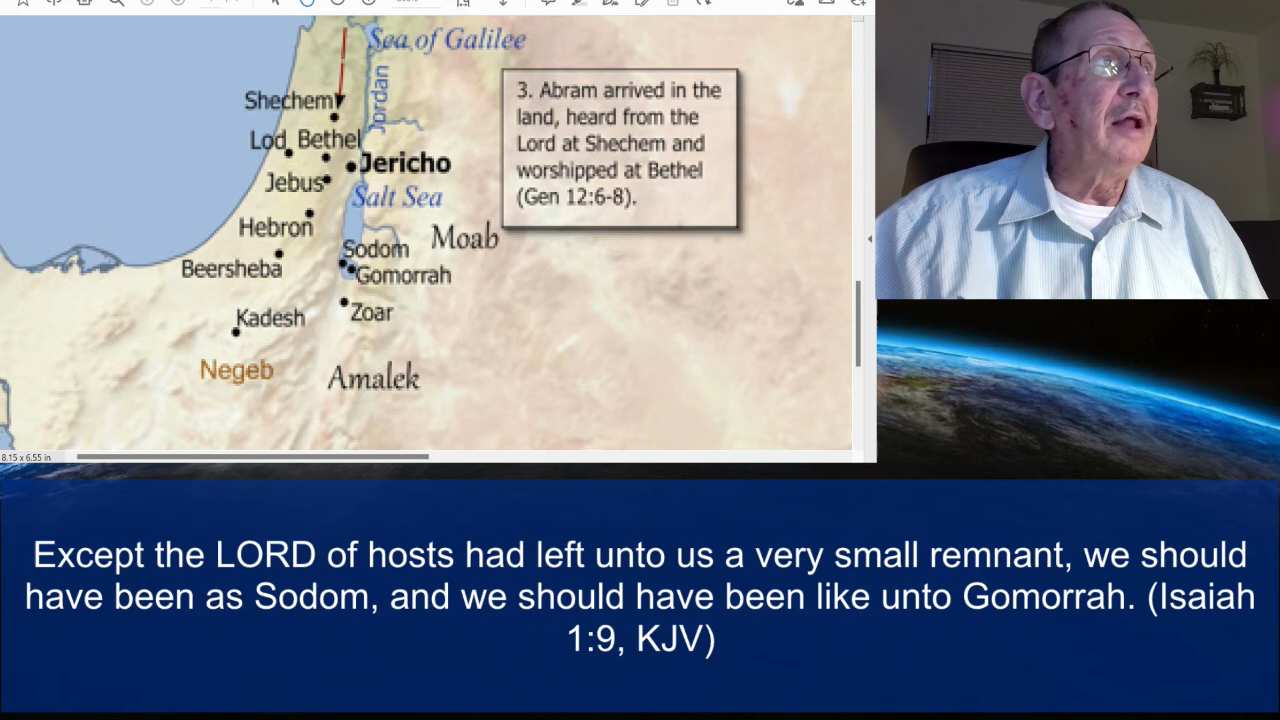 Sea of Galilee
Jordan
Shechem
Lod Bethel
Jericho
Jebus
Salt Sea
Hebron
Sodom
Moab
Beersheba
Gomorrah
Zoar
Kadesh
Negeb
Amalek
3. Abram arrived in the
land, heard from the
Lord at Shechem and
worshipped at Bethel
(Gen 12:6-8).
8.15 x 6.55 in
Except the LORD of hosts had left unto us a very small remnant, we should
have been as Sodom, and we should have been like unto Gomorrah. (Isaiah
1:9, KJV)